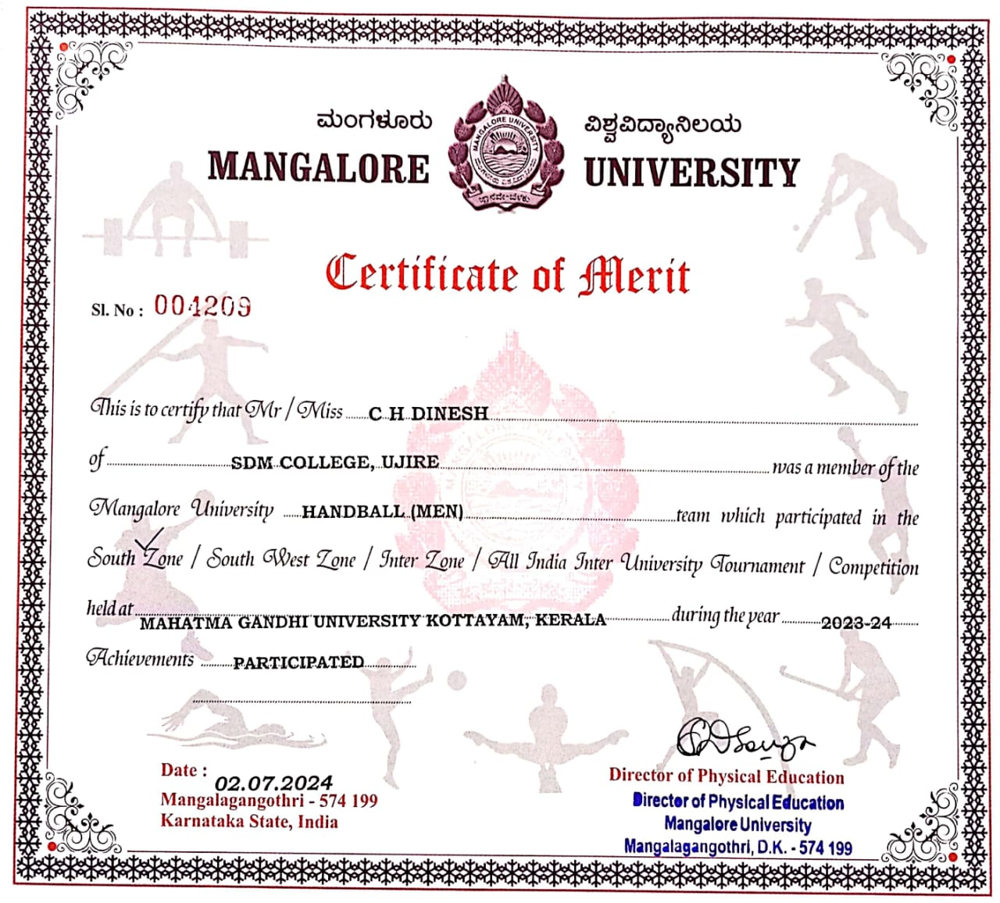 ಮಂಗಳೂರು ವಿಶ್ವವಿದ್ಯಾನಿಲಯ
MANGALORE UNIVERSITY
MANGALORE UNIVERSITY
Certificate of Merit
Sl. No : 004209
This is to certify that Mr / Miss ......C H DINESH
of SDM COLLEGE, UJIRE was a member of the
Mangalore University ....HANDBALL (MEN) team which participated in the
South Zone / South West Zone / Inter Zone / All India Inter University Tournament / Competition
held at MAHATMA GANDHI UNIVERSITY KOTTAYAM, KERALA during the year 2023-24
Achievements PARTICIPATED
Date : 02.07.2024
Mangalagangothri - 574 199
Karnataka State, India
Director of Physical Education
Director of Physical Education
Mangalore University
Mangalagangothri, D.K. - 574 199